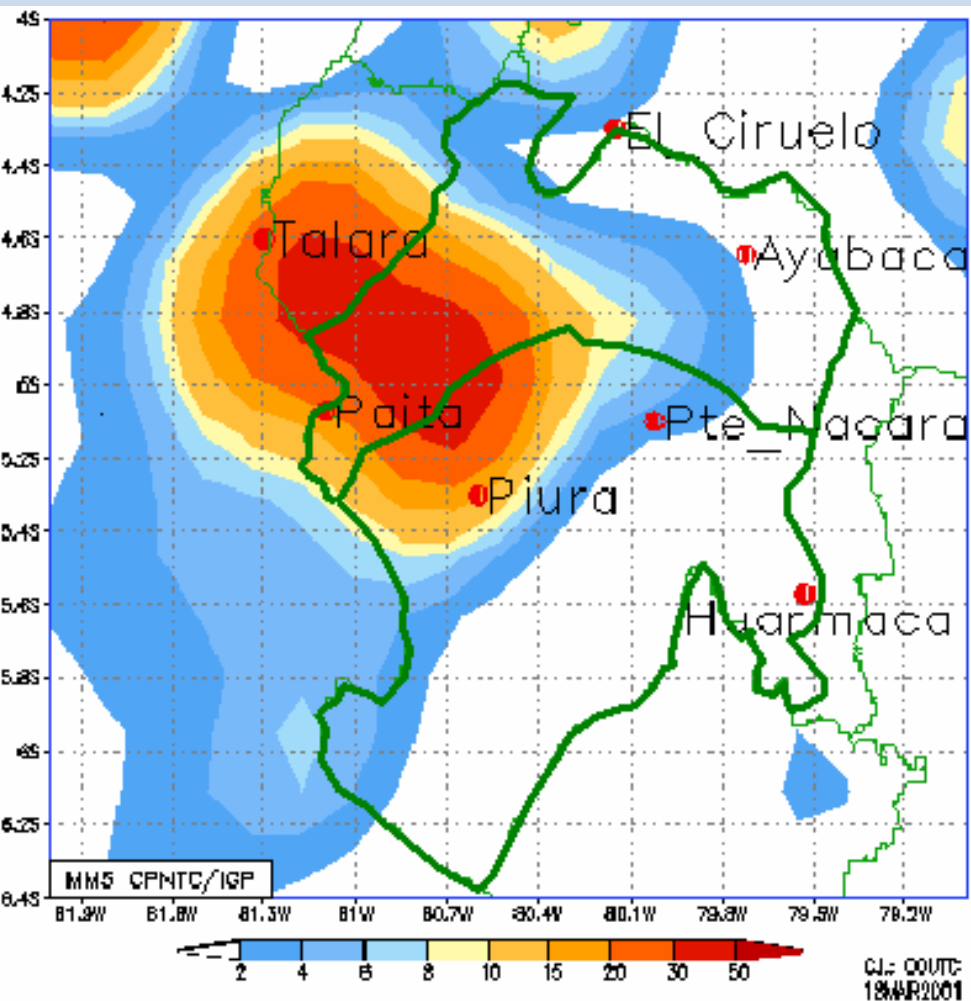 4S
4.2S
El Ciruelo
4.4S
4.6S
Talara
Ayabaca
4.8S
5S
Paita
Pte_Nacara
5.2S
Piura
5.4S
5.6S
Huarmaca
5.8S
6S
6.2S
MM5 CPNTC/IGP
6.4S
81.9W 81.6W 81.3W 81W 80.7W 80.4W 80.1W 79.8W 79.5W 79.2W
2 4 6 8 10 15 20 30 50
00UTC
18MAR2001